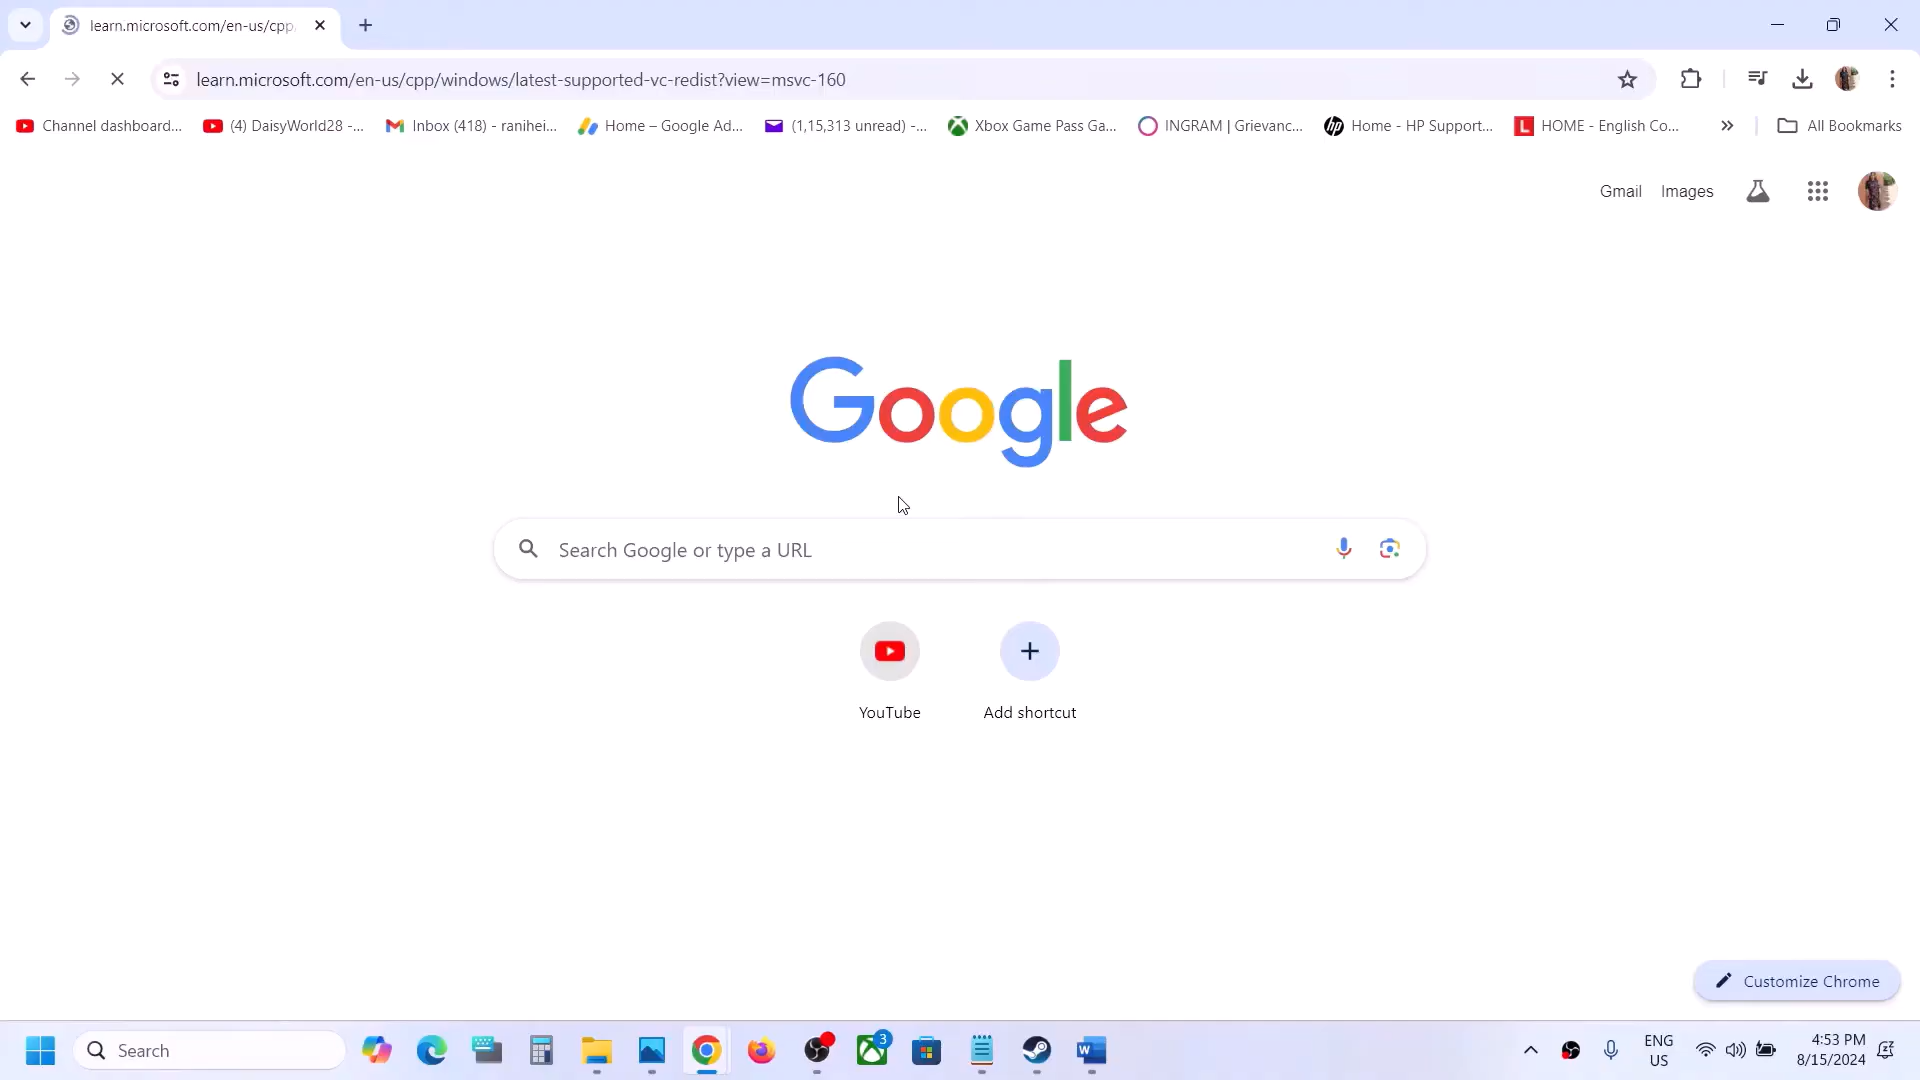 learn.microsoft.com/en-us/cpp
learn.microsoft.com/en-us/cpp/windows/latest-supported-vc-redist?view=msvc-160
Channel dashboard...
(4) DaisyWorld28 -...
Inbox (418) - ranihei...
Home – Google Ad...
(1,15,313 unread) -...
Xbox Game Pass Ga...
INGRAM | Grievanc...
Home - HP Support...
HOME - English Co...
All Bookmarks
Gmail Images
Google
Search Google or type a URL
YouTube
Add shortcut
Customize Chrome
Search
3
ENG
US
4:53 PM
8/15/2024